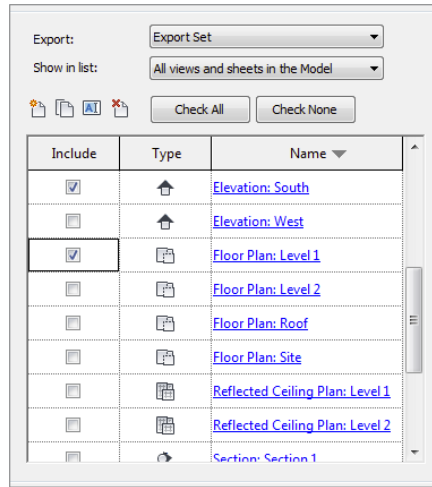 Export: Export Set
Show in list: All views and sheets in the Model
AI Check All Check None
Include Type Name
Elevation: South
Elevation: West
Floor Plan: Level 1
Floor Plan: Level 2
Floor Plan: Roof
Floor Plan: Site
Reflected Ceiling Plan: Level 1
Reflected Ceiling Plan: Level 2
Section: Section 1